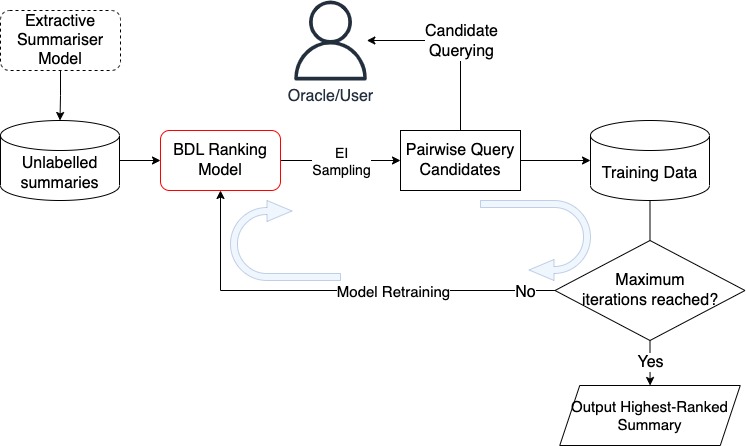 Extractive
Summariser
Model
Candidate
Querying
Oracle/User
Unlabelled
summaries
BDL Ranking
Model
EI
Sampling
Pairwise Query
Candidates
Training Data
Maximum
iterations reached?
No
Model Retraining
Yes
Output Highest-Ranked
Summary